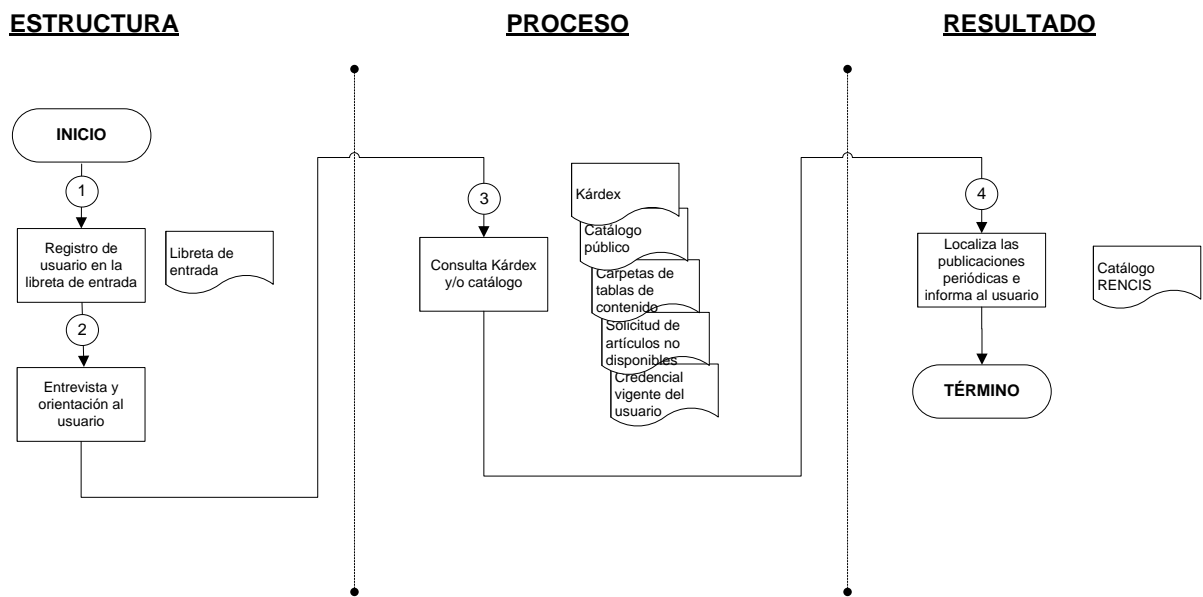 ESTRUCTURA
PROCESO
RESULTADO
INICIO
1
Registro de
usuario en la
libreta de entrada
Libreta de
entrada
2
Entrevista y
orientación al
usuario
3
Consulta Kárdex
y/o catálogo
Kárdex
Catálogo
público
Carpetas de
tablas de
contenido
Solicitud de
artículos no
disponibles
Credencial
vigente del
usuario
4
Localiza las
publicaciones
periódicas e
informa al usuario
Catálogo
RENCIS
TÉRMINO